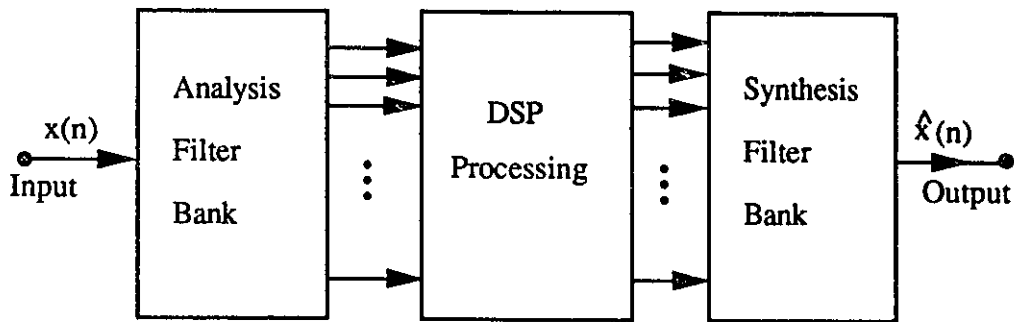 x(n)
Input
Analysis
Filter
Bank
DSP
Processing
Synthesis
Filter
Bank
x̂(n)
Output